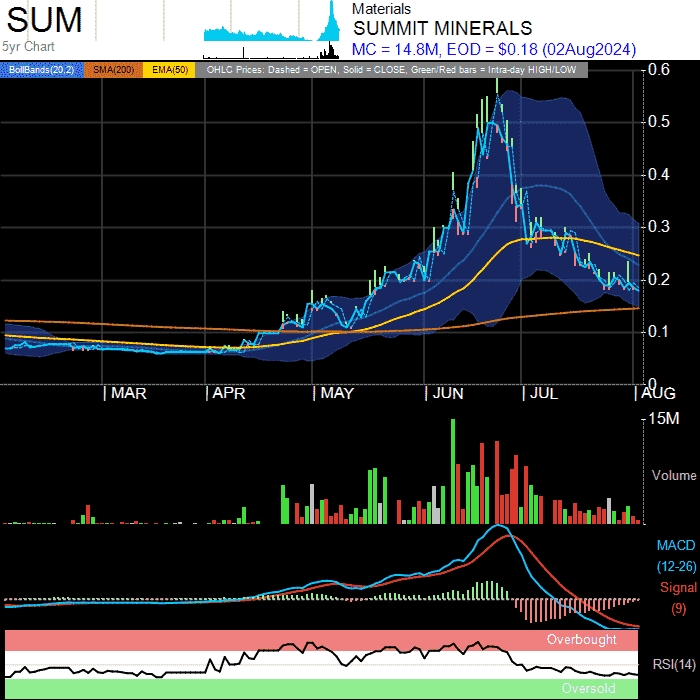 SUM
5yr Chart
Materials
SUMMIT MINERALS
MC = 14.8M, EOD = $0.18 (02Aug2024)
BollBands(20,2) SMA(200) EMA(50) OHLC Prices: Dashed = OPEN, Solid = CLOSE, Green/Red bars = Intra-day HIGH/LOW
0.6
0.5
0.4
0.3
0.2
0.1
0
MAR APR MAY JUN JUL AUG
15M
Volume
MACD
(12-26)
Signal
(9)
Overbought
RSI(14)
Oversold